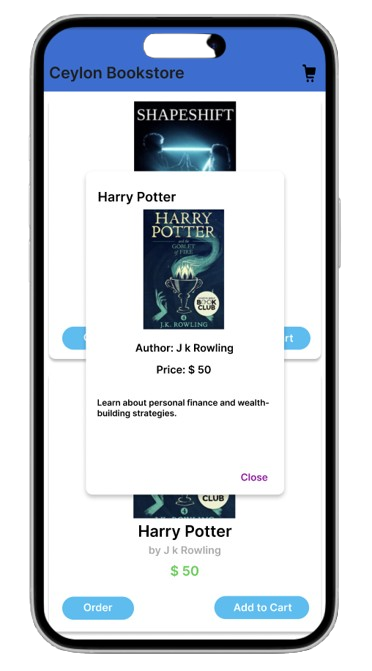 Ceylon Bookstore
SHAPESHIFT
Harry Potter
HARRY
POTTER
and the
GOBLET
OF FIRE
BOOK
CLUB
4
J.K. ROWLING
Author: J k Rowling
rt
Price: $ 50
Learn about personal finance and wealth-
building strategies.
Close
CLUB
Harry Potter
by J k Rowling
$ 50
Order
Add to Cart